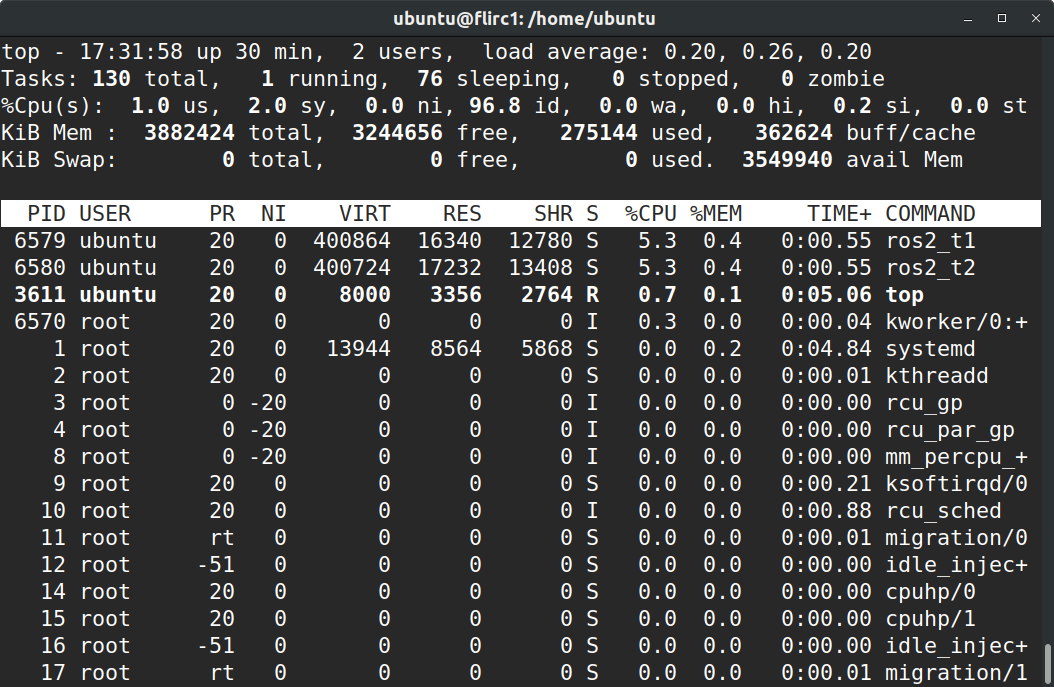 ubuntu@flirc1: /home/ubuntu
top - 17:31:58 up 30 min,  2 users,  load average: 0.20, 0.26, 0.20
Tasks: 130 total,   1 running,  76 sleeping,   0 stopped,   0 zombie
%Cpu(s):  1.0 us,  2.0 sy,  0.0 ni, 96.8 id,  0.0 wa,  0.0 hi,  0.2 si,  0.0 st
KiB Mem :  3882424 total,  3244656 free,   275144 used,   362624 buff/cache
KiB Swap:        0 total,        0 free,        0 used.  3549940 avail Mem
  PID USER      PR  NI    VIRT    RES    SHR S  %CPU %MEM     TIME+ COMMAND
 6579 ubuntu    20   0  400864  16340  12780 S   5.3  0.4   0:00.55 ros2_t1
 6580 ubuntu    20   0  400724  17232  13408 S   5.3  0.4   0:00.55 ros2_t2
 3611 ubuntu    20   0    8000   3356   2764 R   0.7  0.1   0:05.06 top
 6570 root      20   0       0      0      0 I   0.3  0.0   0:00.04 kworker/0:+
    1 root      20   0   13944   8564   5868 S   0.0  0.2   0:04.84 systemd
    2 root      20   0       0      0      0 S   0.0  0.0   0:00.01 kthreadd
    3 root       0 -20       0      0      0 I   0.0  0.0   0:00.00 rcu_gp
    4 root       0 -20       0      0      0 I   0.0  0.0   0:00.00 rcu_par_gp
    8 root       0 -20       0      0      0 I   0.0  0.0   0:00.00 mm_percpu_+
    9 root      20   0       0      0      0 S   0.0  0.0   0:00.21 ksoftirqd/0
   10 root      20   0       0      0      0 I   0.0  0.0   0:00.88 rcu_sched
   11 root      rt   0       0      0      0 S   0.0  0.0   0:00.01 migration/0
   12 root     -51   0       0      0      0 S   0.0  0.0   0:00.00 idle_injec+
   14 root      20   0       0      0      0 S   0.0  0.0   0:00.00 cpuhp/0
   15 root      20   0       0      0      0 S   0.0  0.0   0:00.00 cpuhp/1
   16 root     -51   0       0      0      0 S   0.0  0.0   0:00.00 idle_injec+
   17 root      rt   0       0      0      0 S   0.0  0.0   0:00.01 migration/1